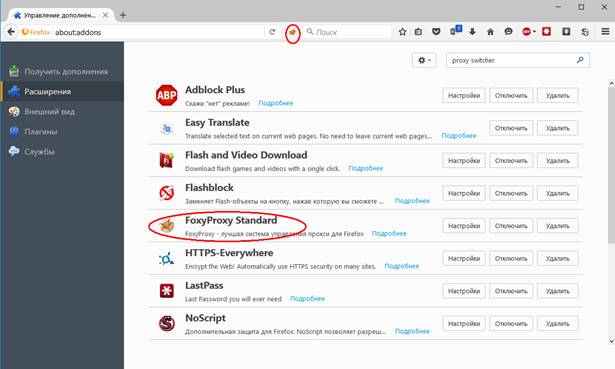 Управление дополнен...
Firefox about:addons
Поиск
Получить дополнения
Расширения
Внешний вид
Плагины
Службы
proxy switcher
ABP
Adblock Plus
Скажи "нет" рекламе! Подробнее
Настройки Отключить Удалить
Easy Translate
Translate selected text on current web pages. No need to leave current web pages... Подробнее
Отключить Удалить
Flash and Video Download
Download flash games and videos with a single click. Подробнее
Настройки Отключить Удалить
Flashblock
Заменяет Flash-объекты на кнопку, нажав которую вы сможете ... Подробнее
Настройки Отключить Удалить
FoxyProxy Standard
FoxyProxy - лучшая система управления прокси для Firefox Подробнее
Настройки Отключить Удалить
HTTPS-Everywhere
Encrypt the Web! Automatically use HTTPS security on many sites. Подробнее
Настройки Отключить Удалить
LastPass
Last Password you will ever need Подробнее
Настройки Отключить Удалить
NoScript
Дополнительная защита для Firefox: NoScript позволяет разреш... Подробнее
Настройки Отключить Удалить